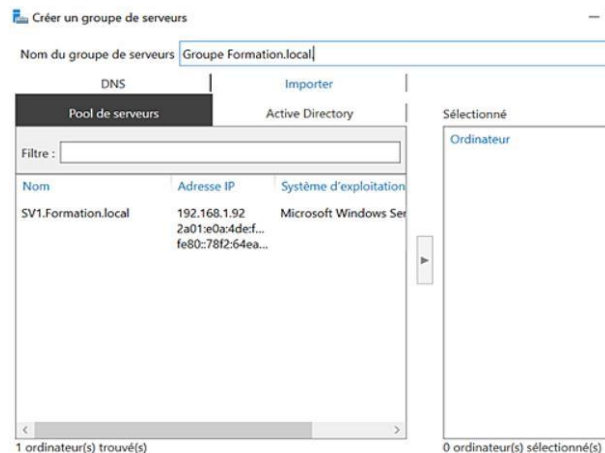 Créer un groupe de serveurs
Nom du groupe de serveurs Groupe Formation.local
DNS Importer
Pool de serveurs Active Directory
Sélectionné
Filtre :
Ordinateur
Nom Adresse IP Système d'exploitation
SV1.Formation.local 192.168.1.92 Microsoft Windows Ser
2a01:e0a:4de:f...
fe80::78f2:64ea...
1 ordinateur(s) trouvé(s) 0 ordinateur(s) sélectionné(s)